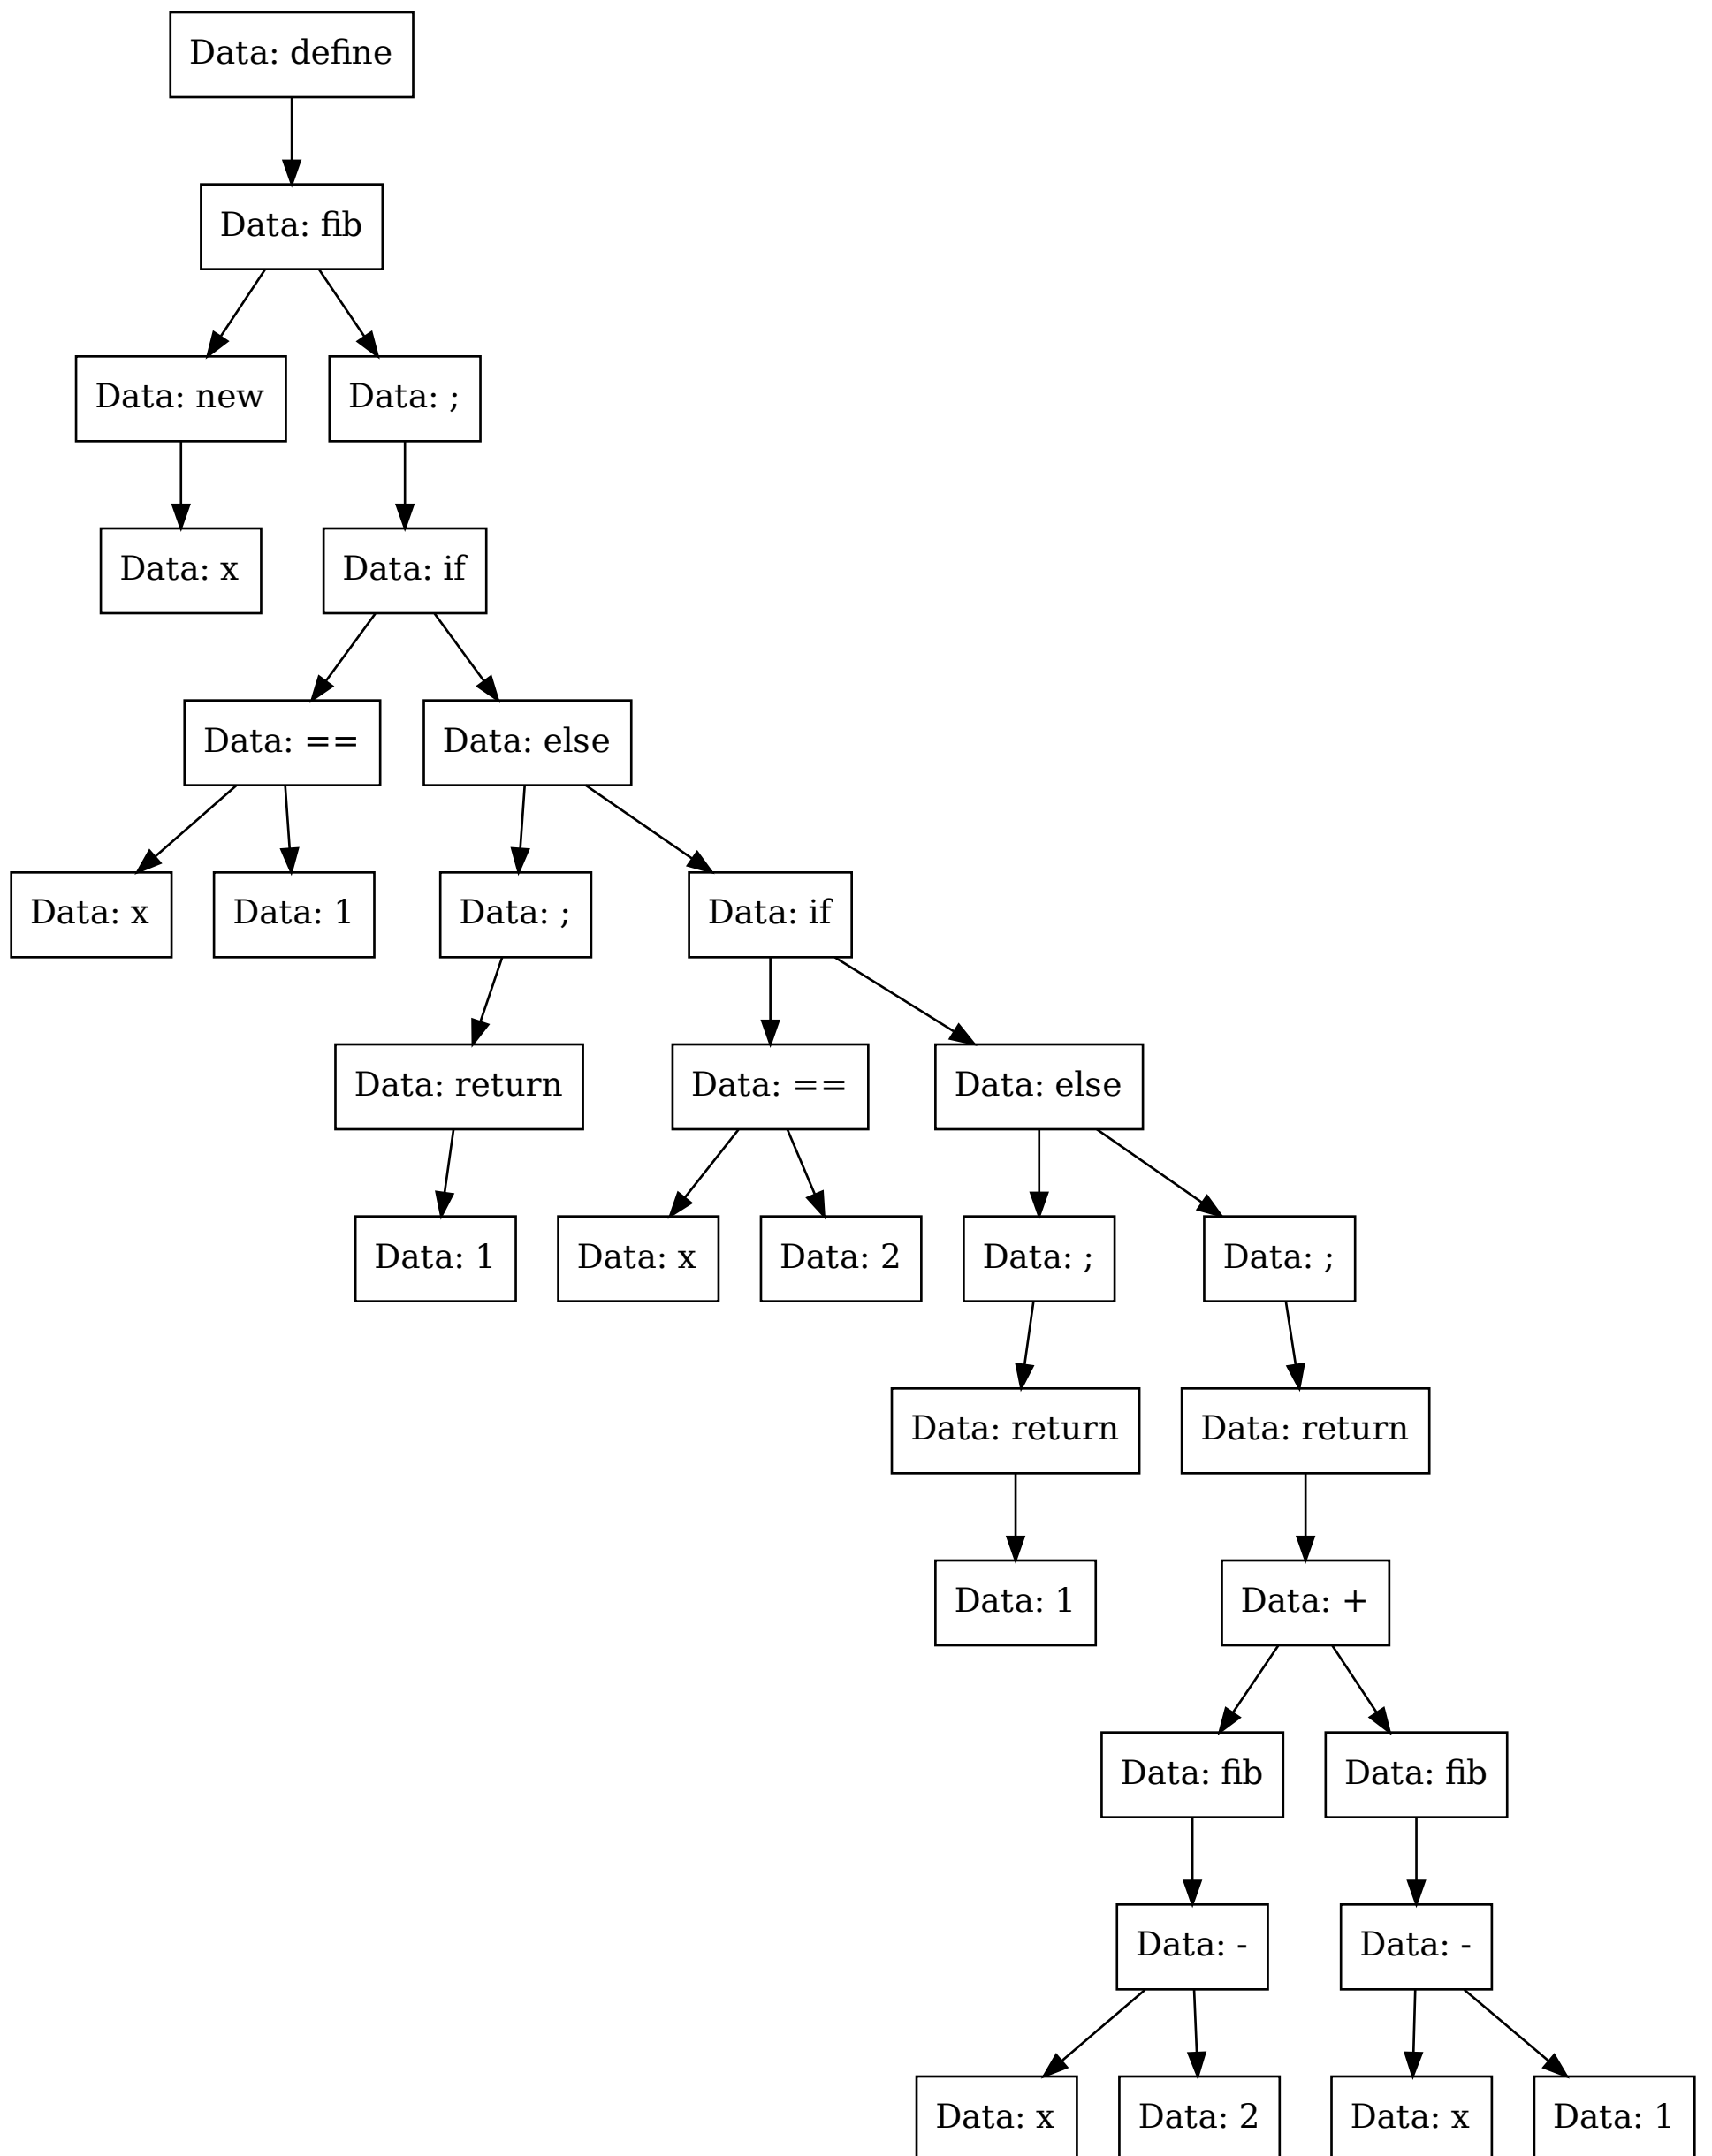 Data: define
Data: fib
Data: new
Data: ;
Data: x
Data: if
Data: ==
Data: else
Data: x
Data: 1
Data: ;
Data: if
Data: return
Data: ==
Data: else
Data: 1
Data: x
Data: 2
Data: ;
Data: ;
Data: return
Data: return
Data: 1
Data: +
Data: fib
Data: fib
Data: -
Data: -
Data: x
Data: 2
Data: x
Data: 1